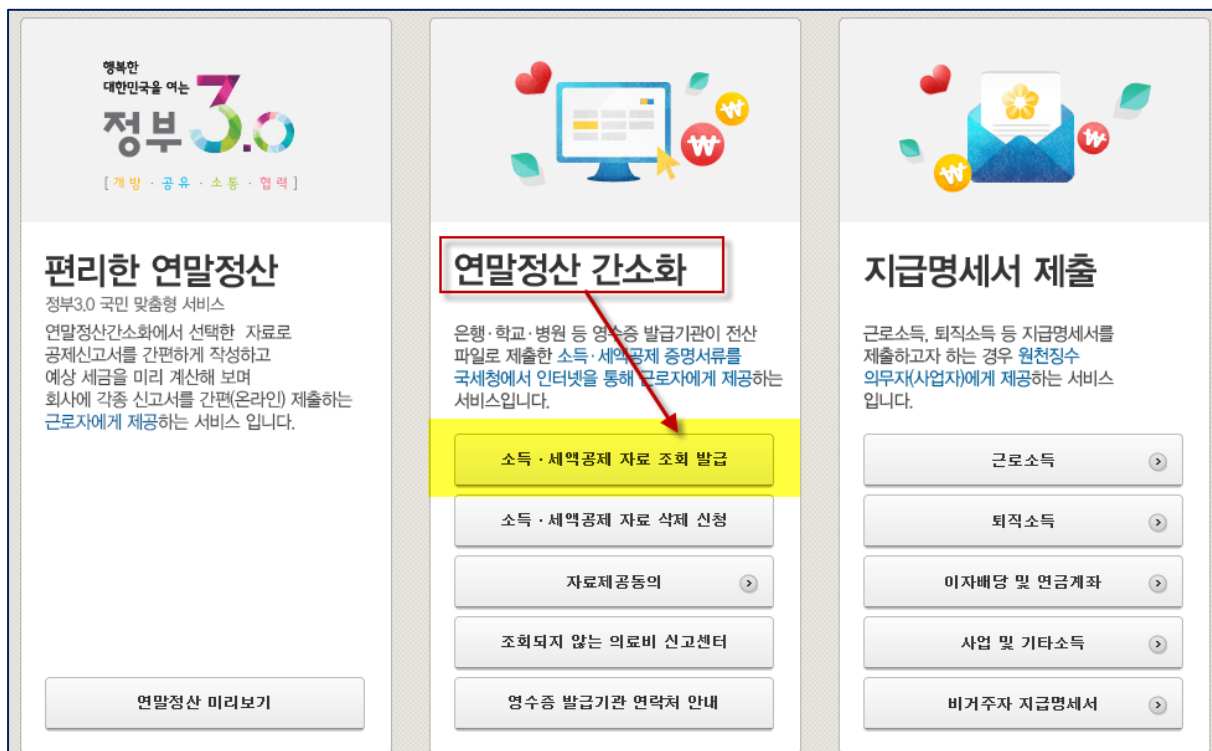 행복한
대한민국을 여는
정부3.0
[개방·공유·소통·협력]
편리한 연말정산
정부3.0 국민 맞춤형 서비스
연말정산간소화에서 선택한 자료로
공제신고서를 간편하게 작성하고
예상 세금을 미리 계산해 보며
회사에 각종 신고서를 간편(온라인) 제출하는
근로자에게 제공하는 서비스 입니다.
연말정산 미리보기
연말정산 간소화
은행·학교·병원 등 영수증 발급기관이 전산
파일로 제출한 소득·세액공제 증명서류를
국세청에서 인터넷을 통해 근로자에게 제공하는
서비스입니다.
소득·세액공제 자료 조회 발급
소득·세액공제 자료 삭제 신청
자료제공동의
조회되지 않는 의료비 신고센터
영수증 발급기관 연락처 안내
지급명세서 제출
근로소득, 퇴직소득 등 지급명세서를
제출하고자 하는 경우 원천징수
의무자(사업자)에게 제공하는 서비스
입니다.
근로소득
퇴직소득
이자배당 및 연금계좌
사업 및 기타소득
비거주자 지급명세서